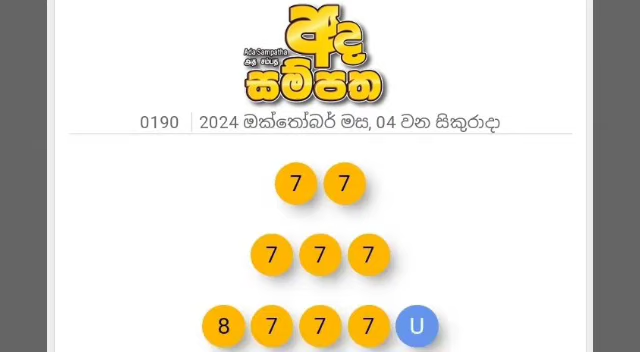 අද
Ada Sampatha
අද සම්පත
සම්පත
0190 2024 ඔක්තෝබර් මස, 04 වන සිකුරාදා
7 7
7 7 7
8 7 7 7 U